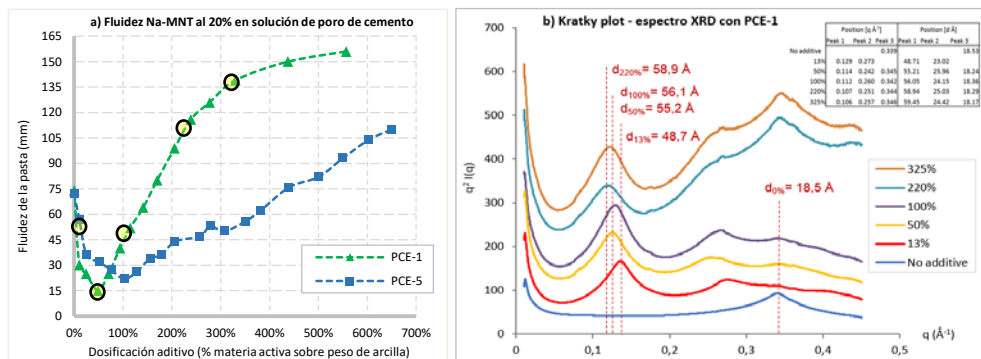 a) Fluidez Na-MNT al 20% en solución de poro de cemento
Fluidez de la pasta (mm)
165
150
135
120
105
90
75
60
45
30
15
0
0%
100%
200%
300%
400%
500%
600%
700%
PCE-1
PCE-5
Dosificación aditivo (% materia activa sobre peso de arcilla)
b) Kratky plot - espectro XRD con PCE-1
Position [q Å⁻¹] Position [d Å]
Peak 1 Peak 2 Peak 3 Peak 1 Peak 2 Peak 3
No additive 0.339 18.53
13% 0.129 0.273 48.71 23.02
50% 0.114 0.242 0.345 55.21 25.96 18.24
100% 0.112 0.260 0.342 56.05 24.15 18.36
220% 0.107 0.251 0.344 58.94 25.03 18.29
325% 0.106 0.257 0.346 59.45 24.42 18.17
q² I(q)
700
600
500
400
300
200
100
0
d220%= 58,9 Å
d100%= 56,1 Å
d50%= 55,2 Å
d13%= 48,7 Å
d0%= 18,5 Å
325%
220%
100%
50%
13%
No additive
0
0,1
0,2
0,3
0,4
0,5
q (Å⁻¹)